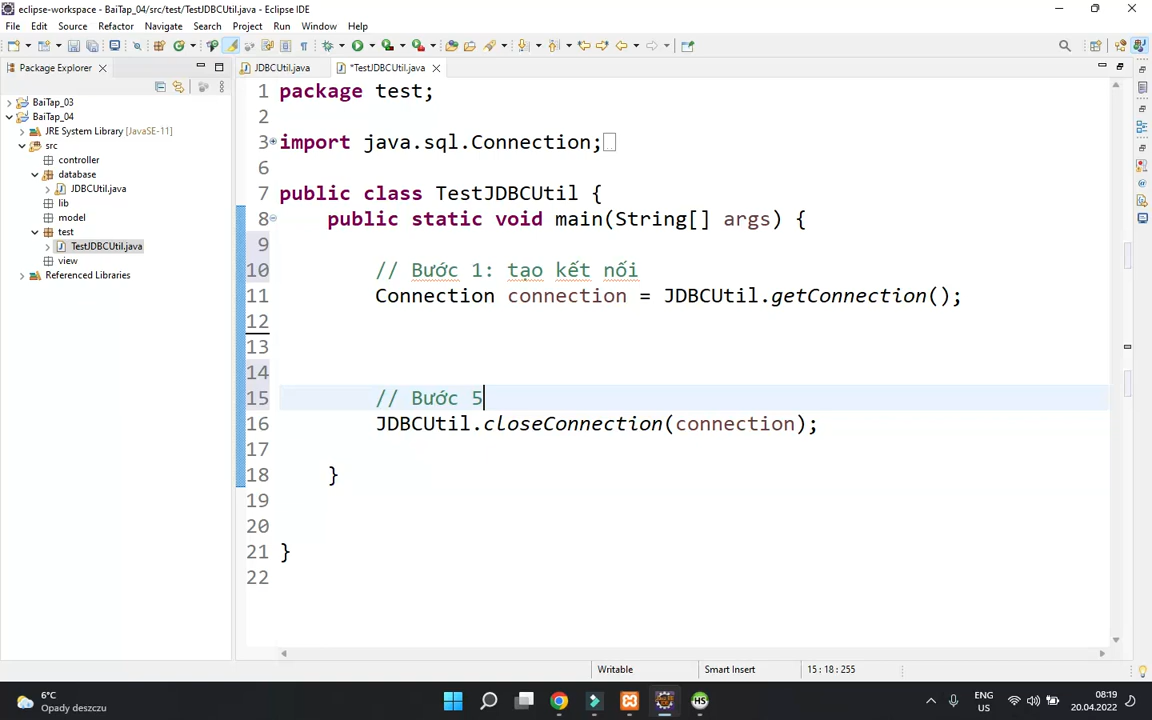 eclipse-workspace - BaiTap_04/src/test/TestJDBCUtil.java - Eclipse IDE
File Edit Source Refactor Navigate Search Project Run Window Help
Package Explorer
JDBCUtil.java
*TestJDBCUtil.java
BaiTap_03
BaiTap_04
JRE System Library [JavaSE-11]
src
controller
database
JDBCUtil.java
lib
model
test
TestJDBCUtil.java
view
Referenced Libraries
1 package test;
2
3 import java.sql.Connection;
6
7 public class TestJDBCUtil {
8 public static void main(String[] args) {
9
10 // Bước 1: tạo kết nối
11 Connection connection = JDBCUtil.getConnection();
12
13
14
15 // Bước 5
16 JDBCUtil.closeConnection(connection);
17
18 }
19
20
21 }
22
Writable
Smart Insert
15 : 18 : 255
6°C
Opady deszczu
ENG
US
08:19
20.04.2022